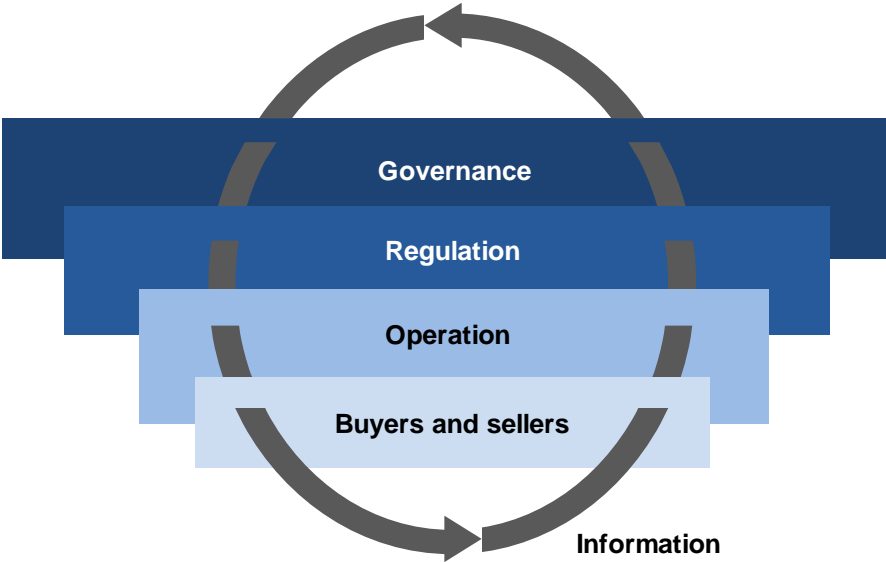 Governance
Regulation
Operation
Buyers and sellers
Information